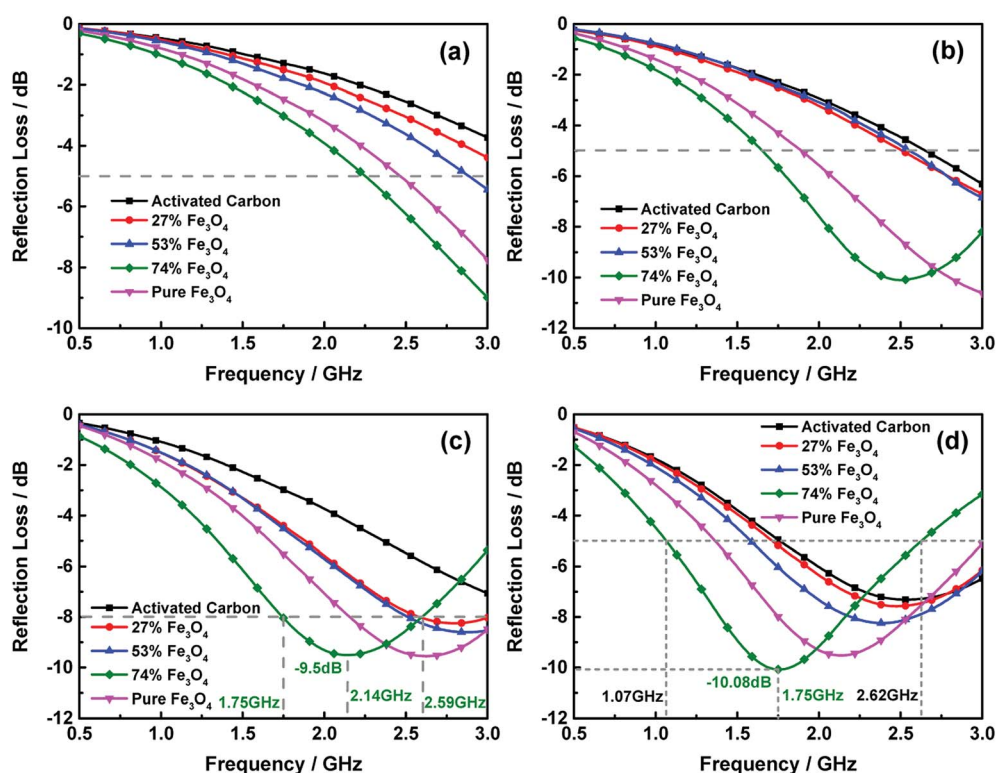 (a)
0
-2
-4
-6
-8
-10
Reflection Loss / dB
Activated Carbon
27% Fe₃O₄
53% Fe₃O₄
74% Fe₃O₄
Pure Fe₃O₄
0.5 1.0 1.5 2.0 2.5 3.0
Frequency / GHz
(b)
0
-2
-4
-6
-8
-10
-12
Reflection Loss / dB
Activated Carbon
27% Fe₃O₄
53% Fe₃O₄
74% Fe₃O₄
Pure Fe₃O₄
0.5 1.0 1.5 2.0 2.5 3.0
Frequency / GHz
(c)
0
-2
-4
-6
-8
-10
-12
Reflection Loss / dB
Activated Carbon
27% Fe₃O₄
53% Fe₃O₄
74% Fe₃O₄
Pure Fe₃O₄
-9.5dB
1.75GHz
2.14GHz
2.59GHz
0.5 1.0 1.5 2.0 2.5 3.0
Frequency / GHz
(d)
0
-2
-4
-6
-8
-10
-12
Reflection Loss / dB
Activated Carbon
27% Fe₃O₄
53% Fe₃O₄
74% Fe₃O₄
Pure Fe₃O₄
-10.08dB
1.07GHz
1.75GHz
2.62GHz
0.5 1.0 1.5 2.0 2.5 3.0
Frequency / GHz